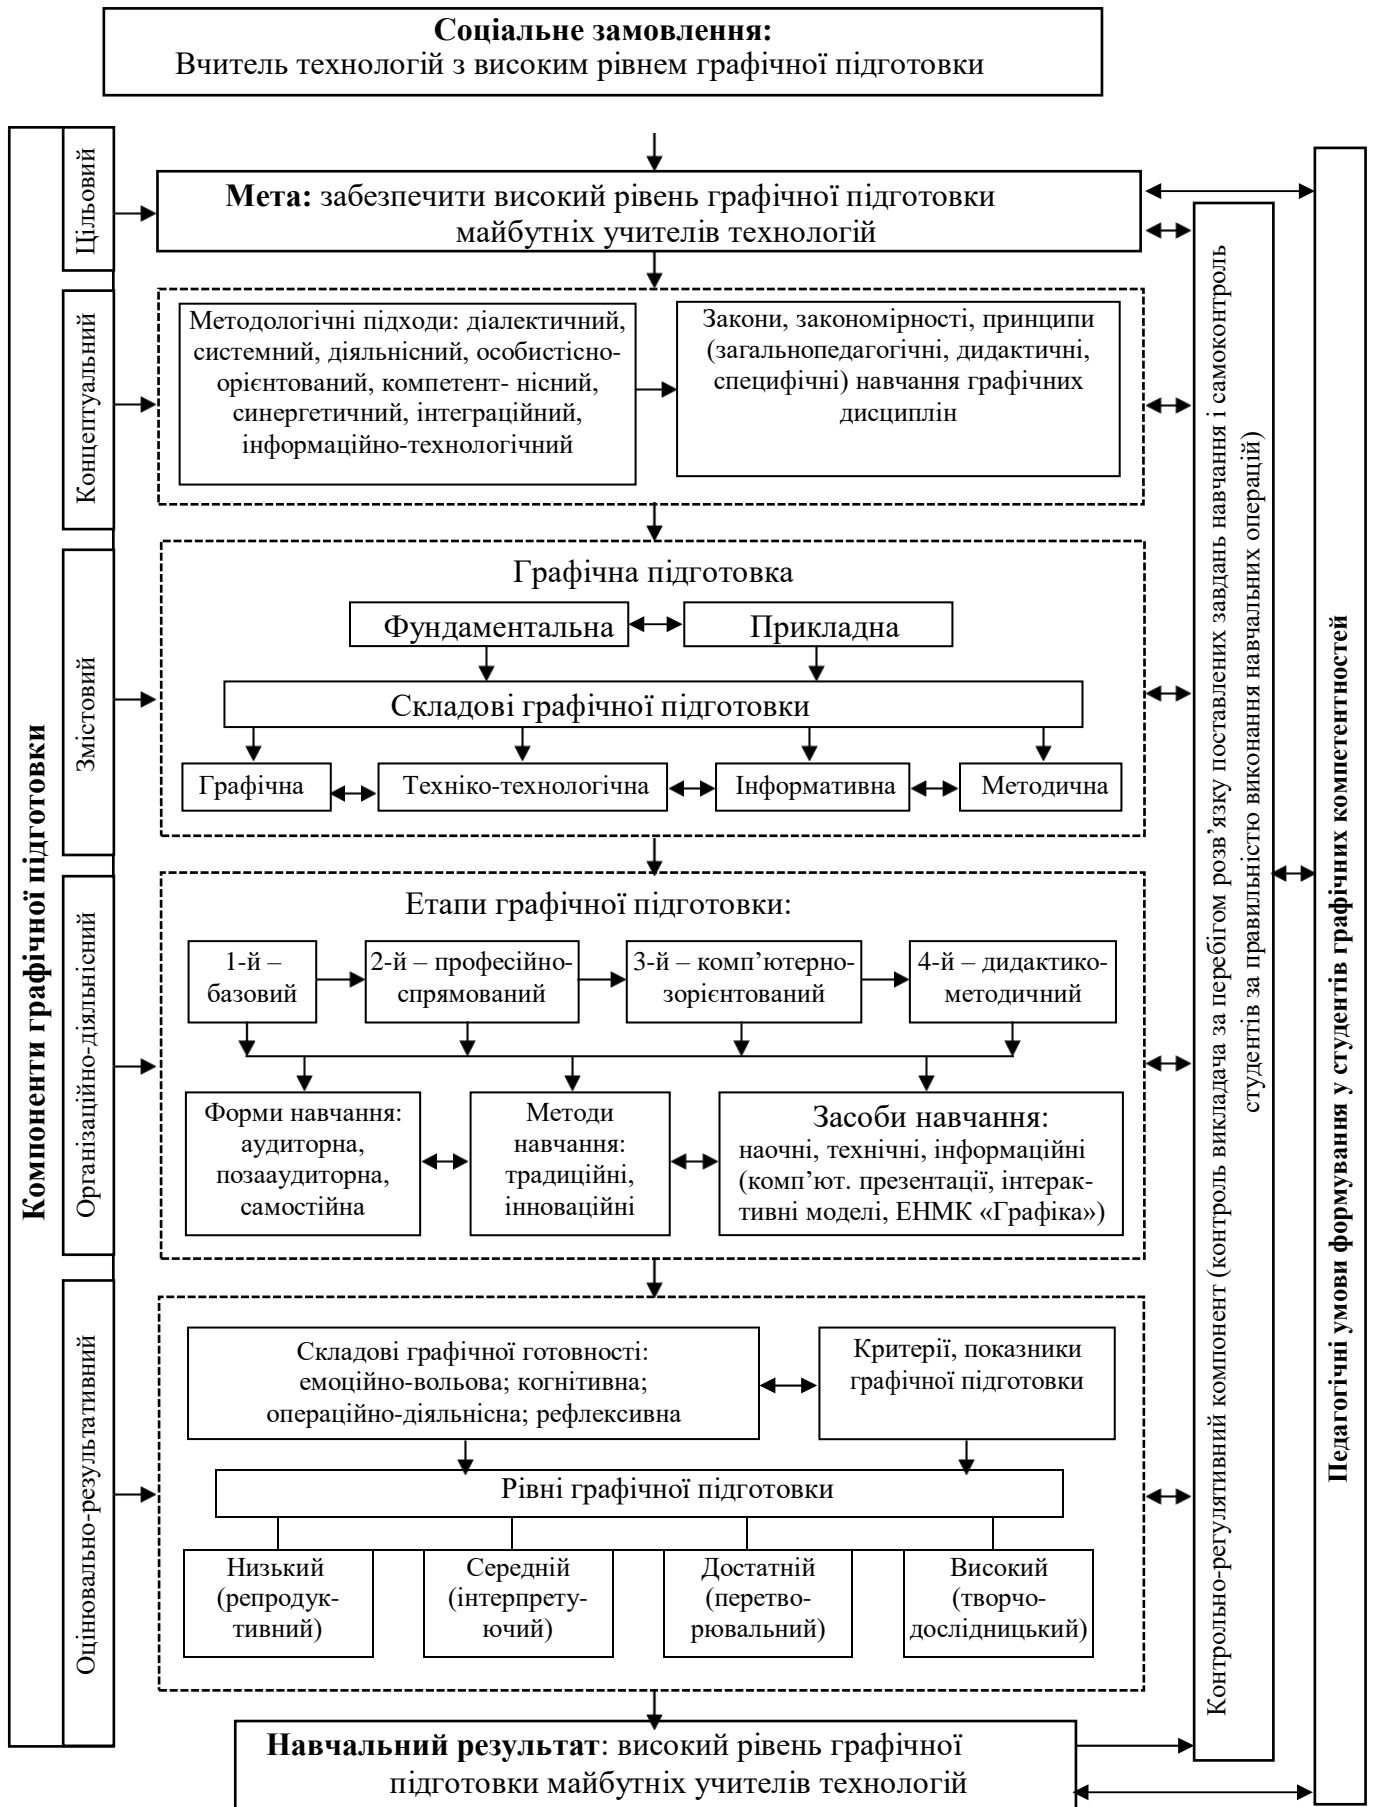 Соціальне замовлення:
Вчитель технологій з високим рівнем графічної підготовки
Компоненти графічної підготовки
Цільовий
Мета: забезпечити високий рівень графічної підготовки
майбутніх учителів технологій
Концептуальний
Методологічні підходи: діалектичний,
системний, діяльнісний, особистісно-
орієнтований, компетент- нісний,
синергетичний, інтеграційний,
інформаційно-технологічний
Закони, закономірності, принципи
(загальнопедагогічні, дидактичні,
специфічні) навчання графічних
дисциплін
Змістовий
Графічна підготовка
Фундаментальна
Прикладна
Складові графічної підготовки
Графічна
Техніко-технологічна
Інформативна
Методична
Організаційно-діяльнісний
Етапи графічної підготовки:
1-й –
базовий
2-й – професійно-
спрямований
3-й – комп’ютерно-
зорієнтований
4-й – дидактико-
методичний
Форми навчання:
аудиторна,
позааудиторна,
самостійна
Методи
навчання:
традиційні,
інноваційні
Засоби навчання:
наочні, технічні, інформаційні
(комп’ют. презентації, інтерак-
тивні моделі, ЕНМК «Графіка»)
Оцінювально-результативний
Складові графічної готовності:
емоційно-вольова; когнітивна;
операційно-діяльнісна; рефлексивна
Критерії, показники
графічної підготовки
Рівні графічної підготовки
Низький
(репродук-
тивний)
Середній
(інтерпрету-
ючий)
Достатній
(перетво-
рювальний)
Високий
(творчо-
дослідницький)
Навчальний результат: високий рівень графічної
підготовки майбутніх учителів технологій
Контрольно-регулятивний компонент (контроль викладача за перебігом розв’язку поставлених завдань навчання і самоконтроль
студентів за правильністю виконання навчальних операцій)
Педагогічні умови формування у студентів графічних компетентностей